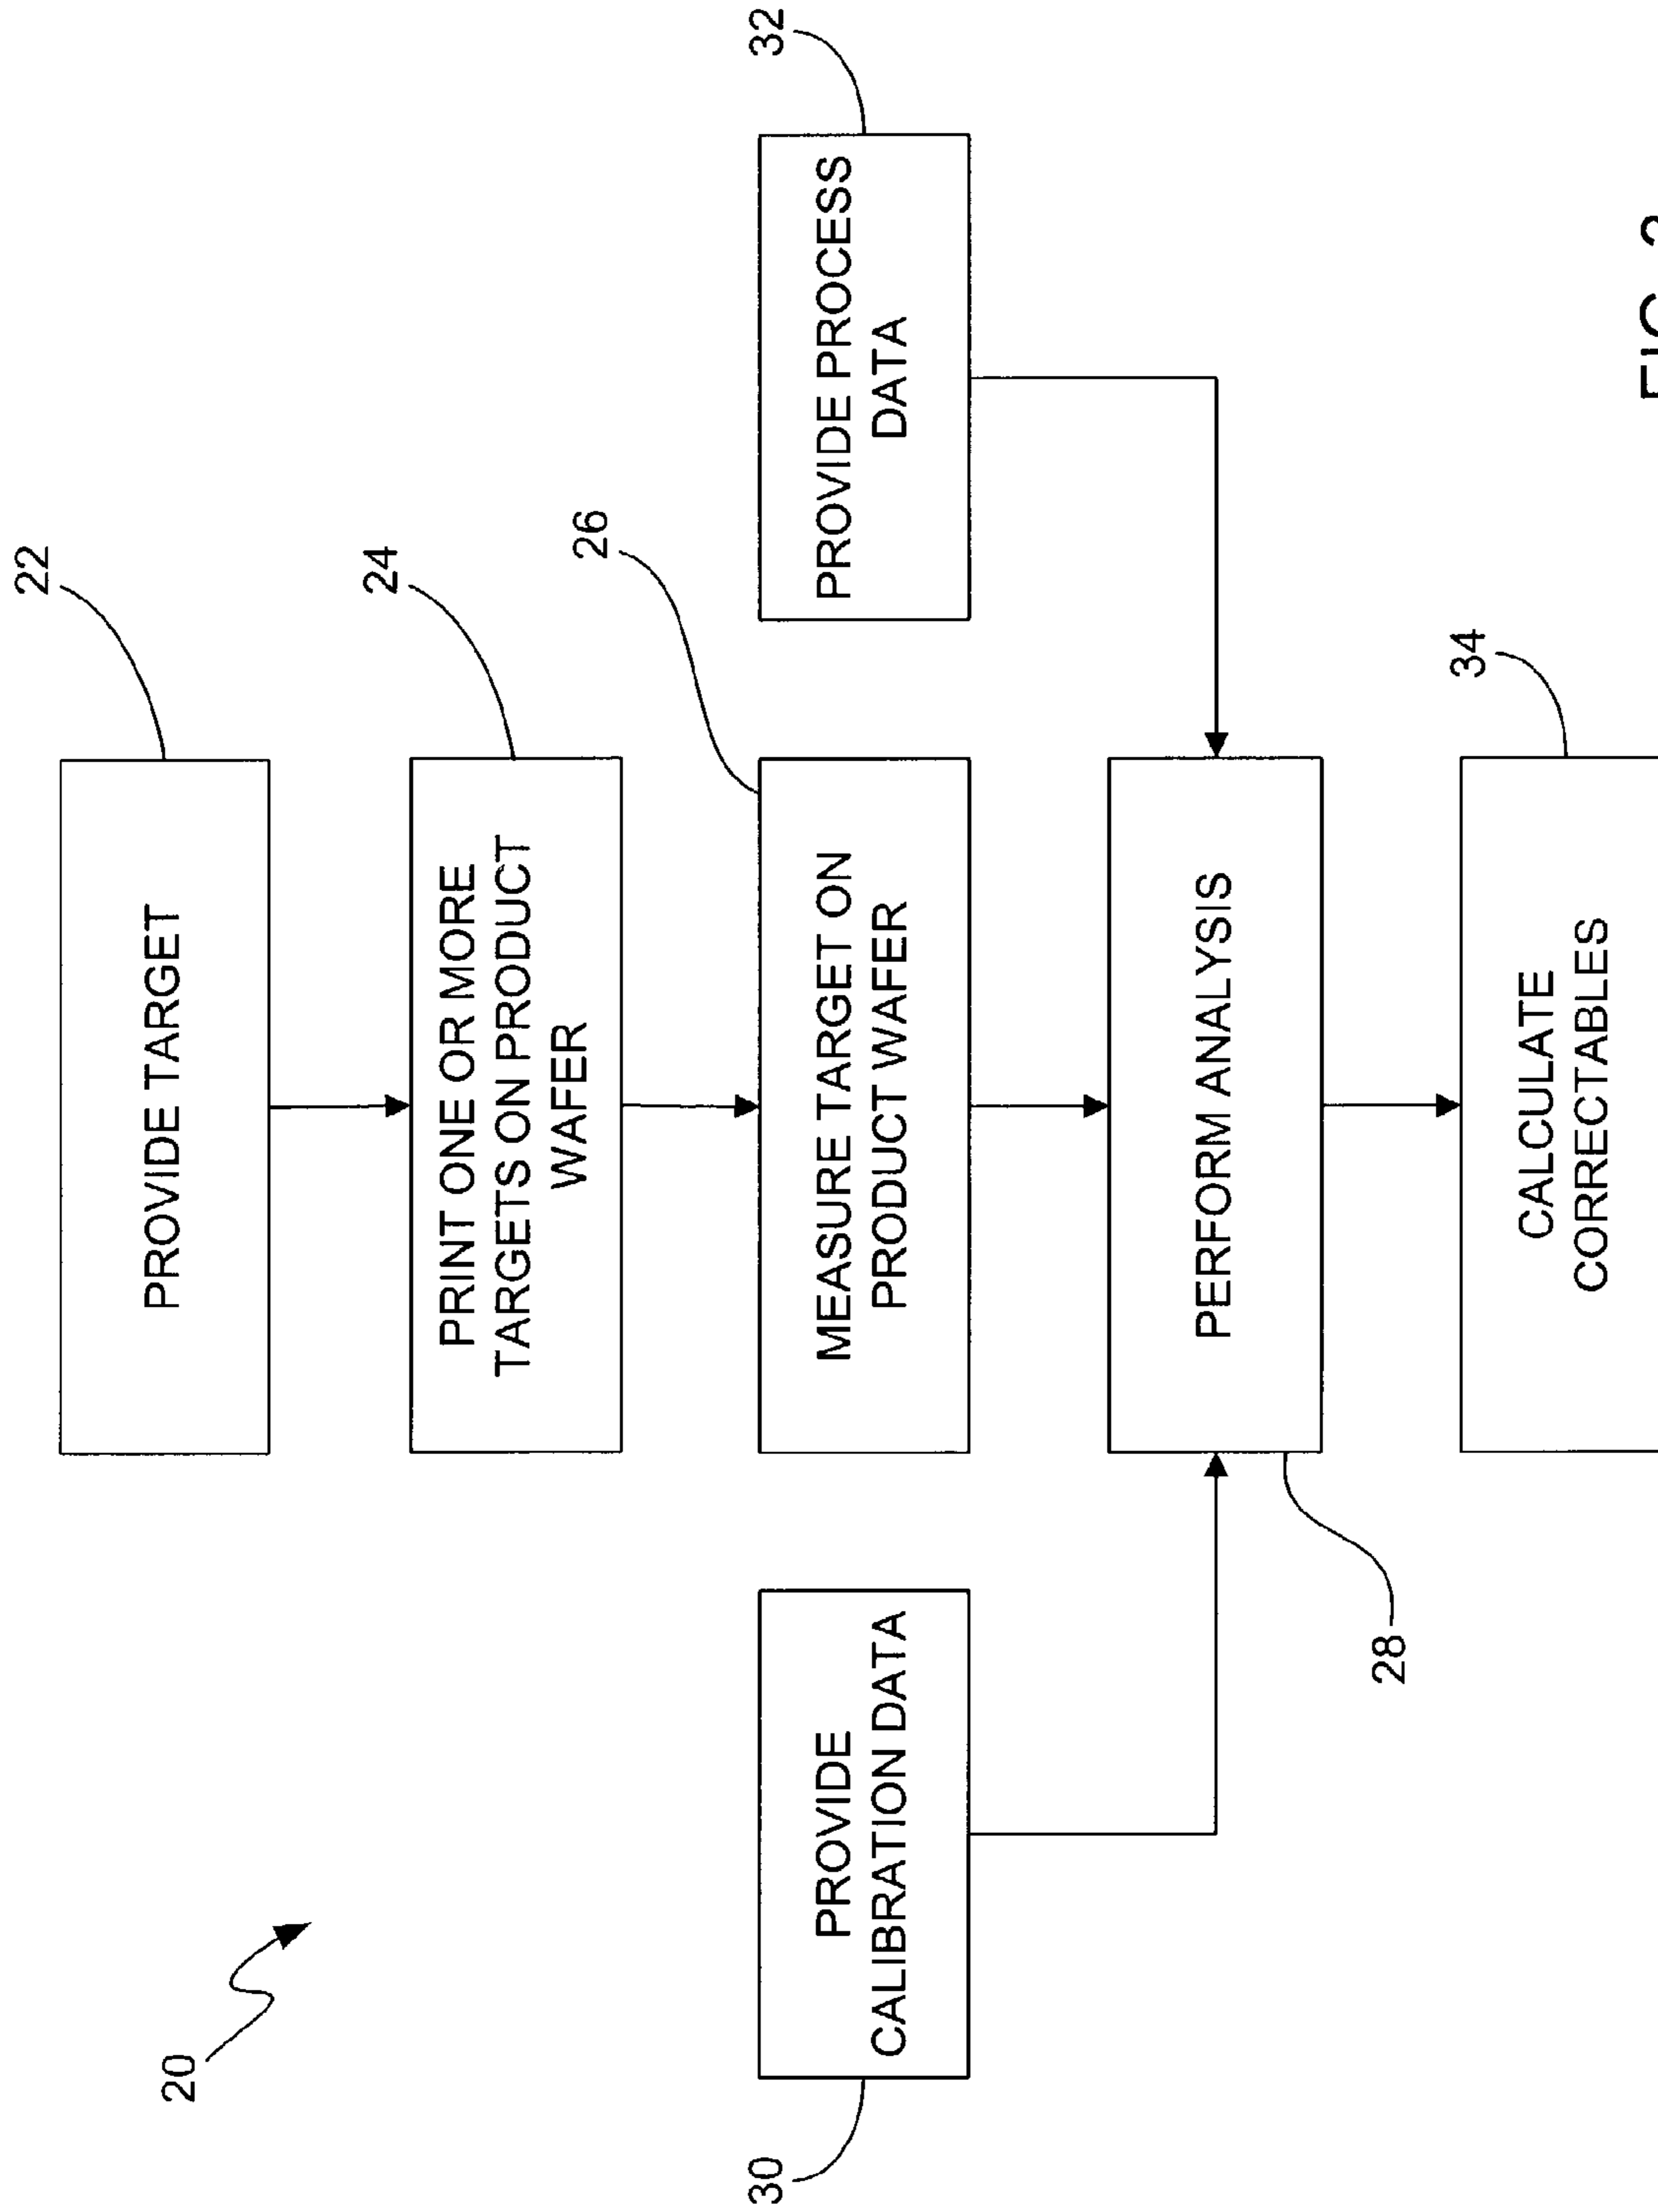 20
22
PROVIDE TARGET
24
PRINT ONE OR MORE
TARGETS ON PRODUCT
WAFER
26
30
PROVIDE
CALIBRATION DATA
MEASURE TARGET ON
PRODUCT WAFER
32
PROVIDE PROCESS
DATA
28
PERFORM ANALYSIS
34
CALCULATE
CORRECTABLES